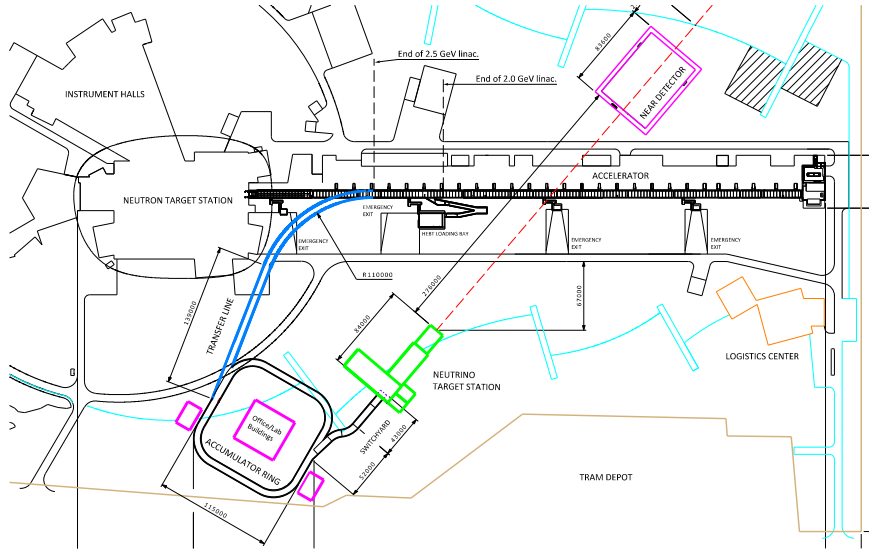 83600
End of 2.5 GeV linac.
End of 2.0 GeV linac.
INSTRUMENT HALLS
NEAR DETECTOR
ACCELERATOR
NEUTRON TARGET STATION
EMERGENCY
EXIT
HEBT LOADING BAY
EMERGENCY
EXIT
EMERGENCY
EXIT
EMERGENCY
EXIT
R110000
276000
67000
139000
TRANSFER LINE
84000
LOGISTICS CENTER
NEUTRINO
TARGET STATION
Office/Lab
Buildings
SWITCHYARD
43000
ACCUMULATOR RING
52000
TRAM DEPOT
115000